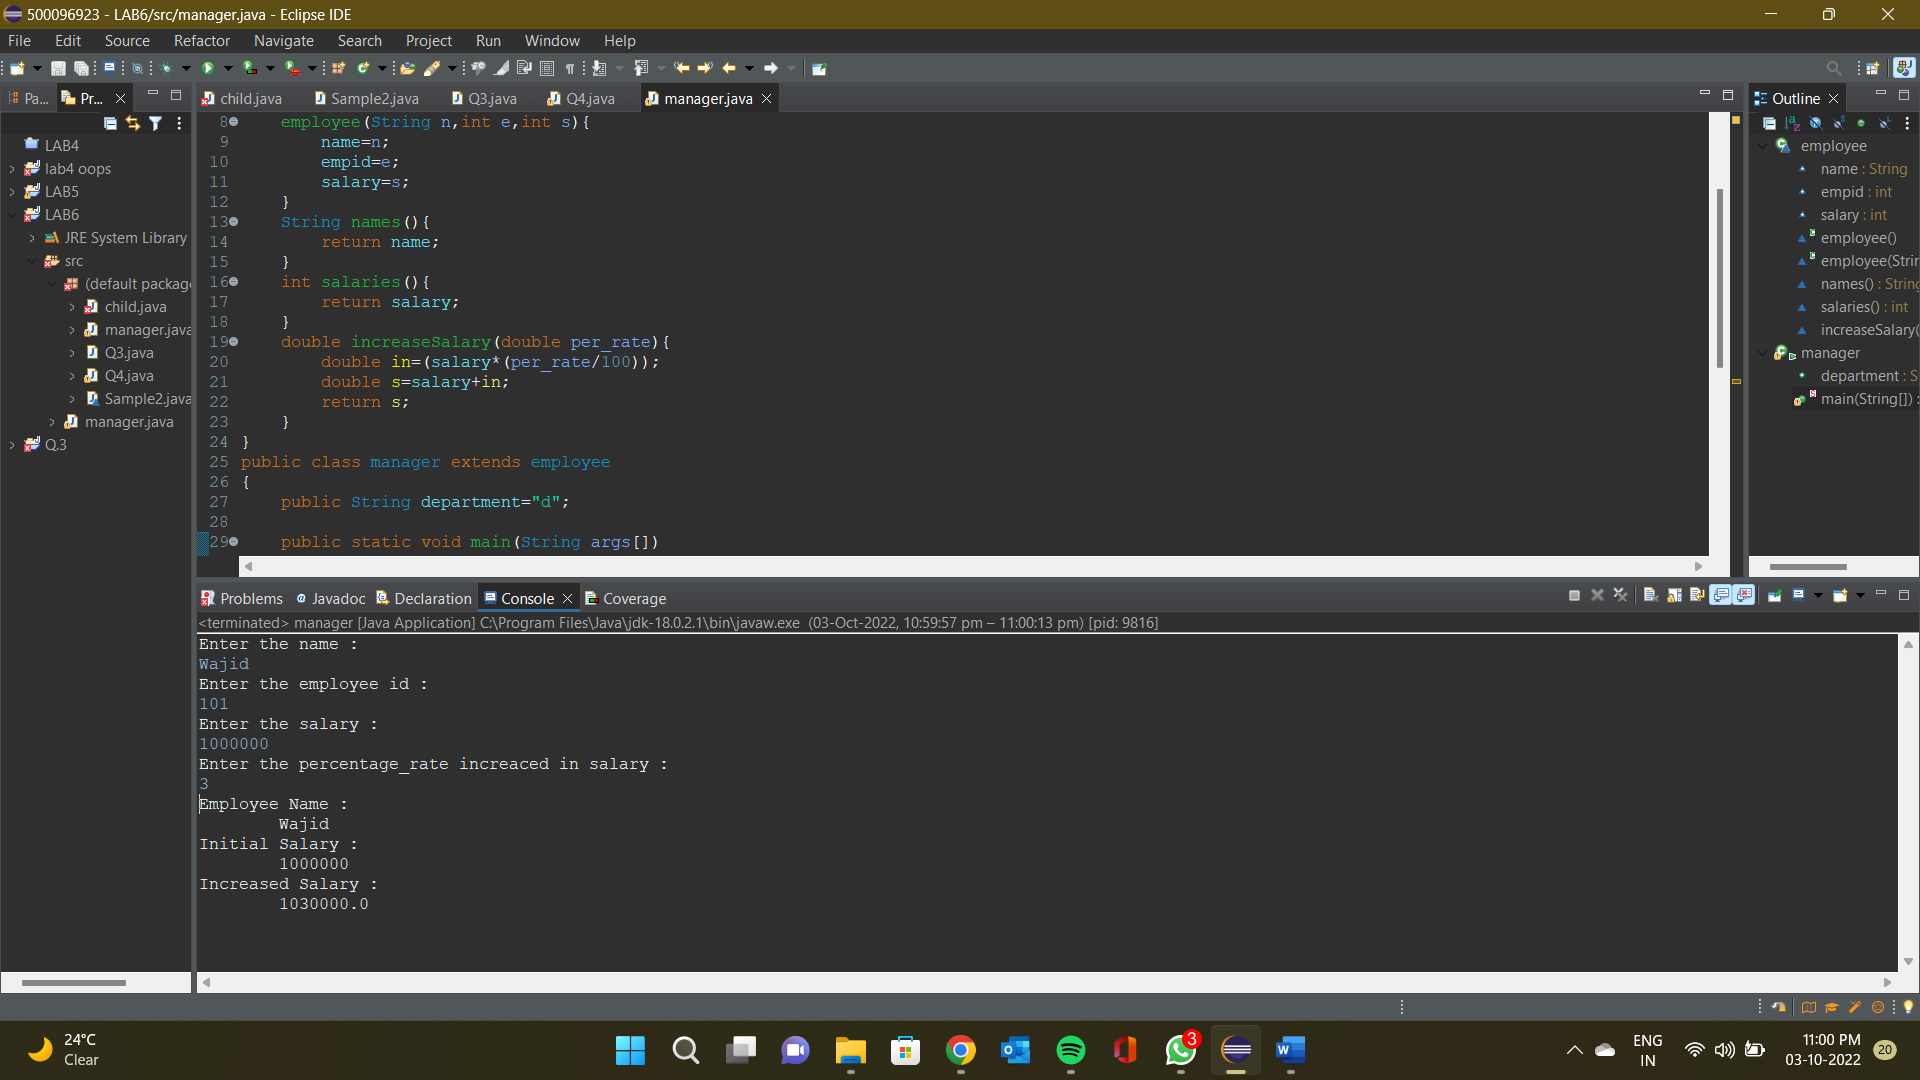 500096923 - LAB6/src/manager.java - Eclipse IDE
File Edit Source Refactor Navigate Search Project Run Window Help
Pa... Pr... child.java Sample2.java Q3.java Q4.java manager.java Outline
LAB4
lab4 oops
LAB5
LAB6
JRE System Library
src
(default package
child.java
manager.java
Q3.java
Q4.java
Sample2.java
manager.java
Q.3
8 employee(String n,int e,int s){
9 name=n;
10 empid=e;
11 salary=s;
12 }
13 String names(){
14 return name;
15 }
16 int salaries(){
17 return salary;
18 }
19 double increaseSalary(double per_rate){
20 double in=(salary*(per_rate/100));
21 double s=salary+in;
22 return s;
23 }
24 }
25 public class manager extends employee
26 {
27 public String department="d";
28
29 public static void main(String args[])
employee
name : String
empid : int
salary : int
employee()
employee(Strin
names() : String
salaries() : int
increaseSalary(
manager
department : S
main(String[]) :
Problems Javadoc Declaration Console Coverage
<terminated> manager [Java Application] C:\Program Files\Java\jdk-18.0.2.1\bin\javaw.exe (03-Oct-2022, 10:59:57 pm – 11:00:13 pm) [pid: 9816]
Enter the name :
Wajid
Enter the employee id :
101
Enter the salary :
1000000
Enter the percentage_rate increaced in salary :
3
Employee Name :
Wajid
Initial Salary :
1000000
Increased Salary :
1030000.0
24°C
Clear
3
ENG
IN
11:00 PM
03-10-2022
20